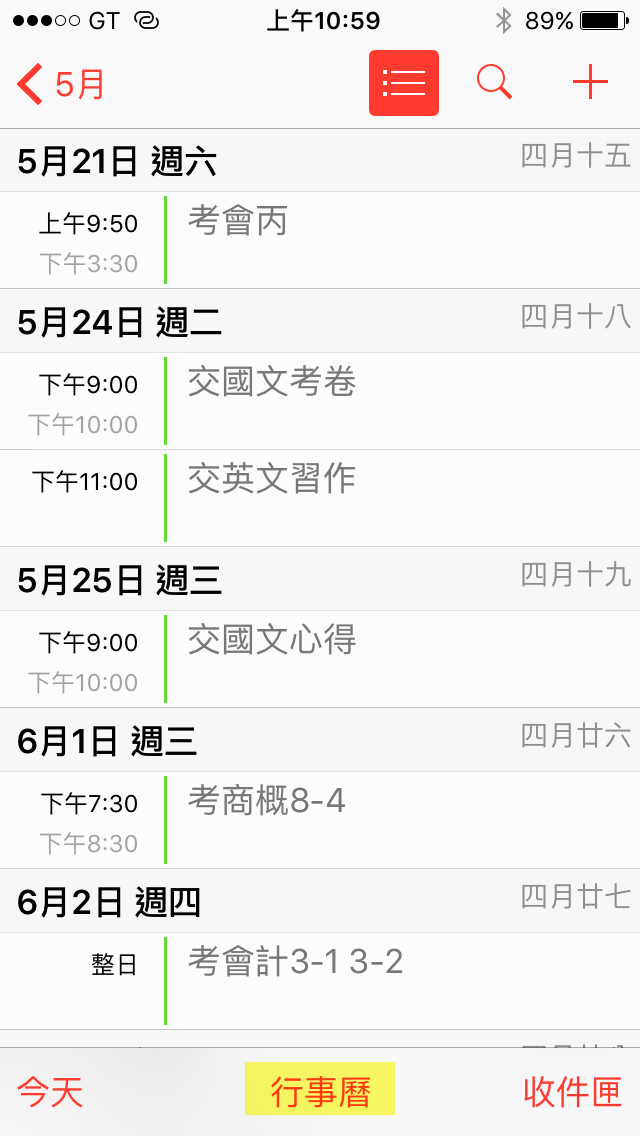 GT 上午10:59 89%
5月
5月21日 週六 四月十五
上午9:50 考會丙
下午3:30
5月24日 週二 四月十八
下午9:00 交國文考卷
下午10:00
下午11:00 交英文習作
5月25日 週三 四月十九
下午9:00 交國文心得
下午10:00
6月1日 週三 四月廿六
下午7:30 考商概8-4
下午8:30
6月2日 週四 四月廿七
整日 考會計3-1 3-2
今天 行事曆 收件匣